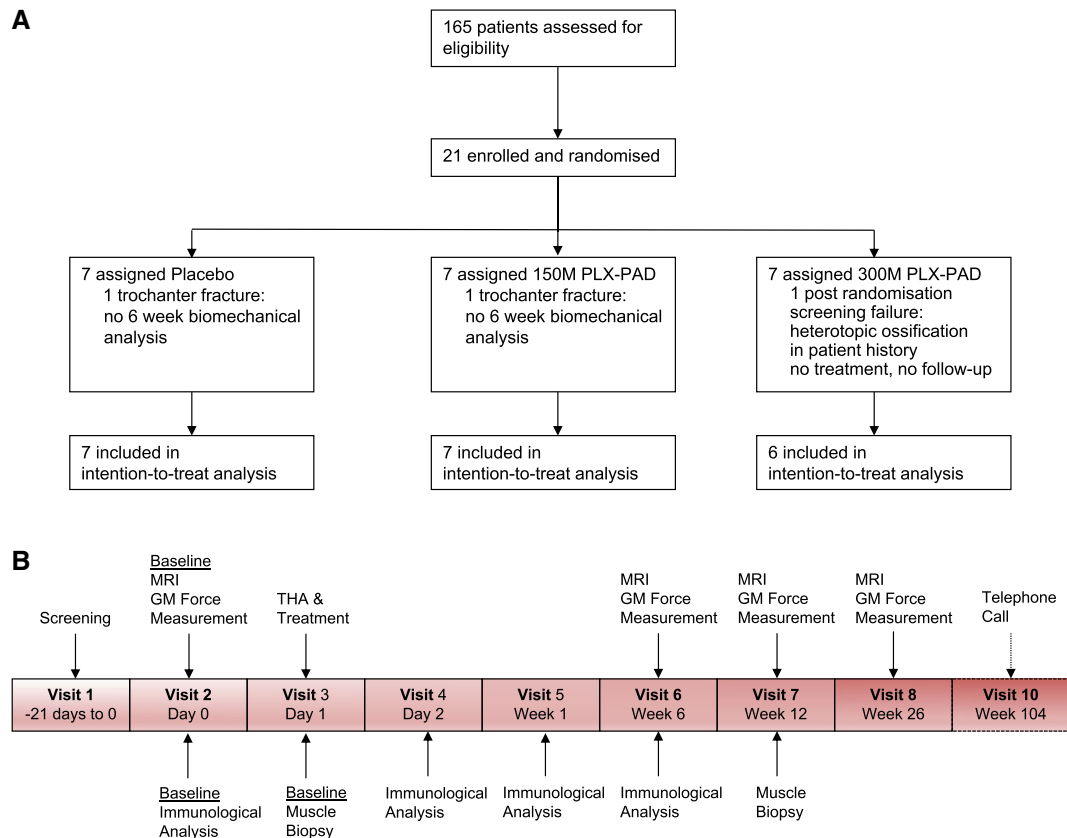 A
165 patients assessed for
eligibility
21 enrolled and randomised
7 assigned Placebo
1 trochanter fracture:
no 6 week biomechanical
analysis
7 assigned 150M PLX-PAD
1 trochanter fracture:
no 6 week biomechanical
analysis
7 assigned 300M PLX-PAD
1 post randomisation
screening failure:
heterotopic ossification
in patient history
no treatment, no follow-up
7 included in
intention-to-treat analysis
7 included in
intention-to-treat analysis
6 included in
intention-to-treat analysis
B
Screening
Baseline
MRI
GM Force
Measurement
THA &
Treatment
MRI
GM Force
Measurement
MRI
GM Force
Measurement
MRI
GM Force
Measurement
Telephone
Call
Visit 1
-21 days to 0
Visit 2
Day 0
Visit 3
Day 1
Visit 4
Day 2
Visit 5
Week 1
Visit 6
Week 6
Visit 7
Week 12
Visit 8
Week 26
Visit 10
Week 104
Baseline
Immunological
Analysis
Baseline
Muscle
Biopsy
Immunological
Analysis
Immunological
Analysis
Immunological
Analysis
Muscle
Biopsy